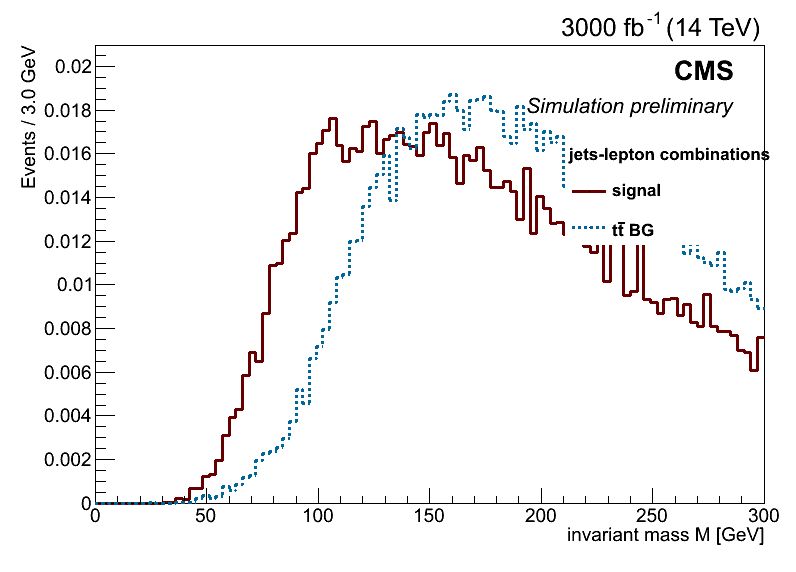 3000 fb⁻¹ (14 TeV)
Events / 3.0 GeV
CMS
Simulation preliminary
jets-lepton combinations
signal
tt̄ BG
0.02
0.018
0.016
0.014
0.012
0.01
0.008
0.006
0.004
0.002
0
0 50 100 150 200 250 300
invariant mass M [GeV]